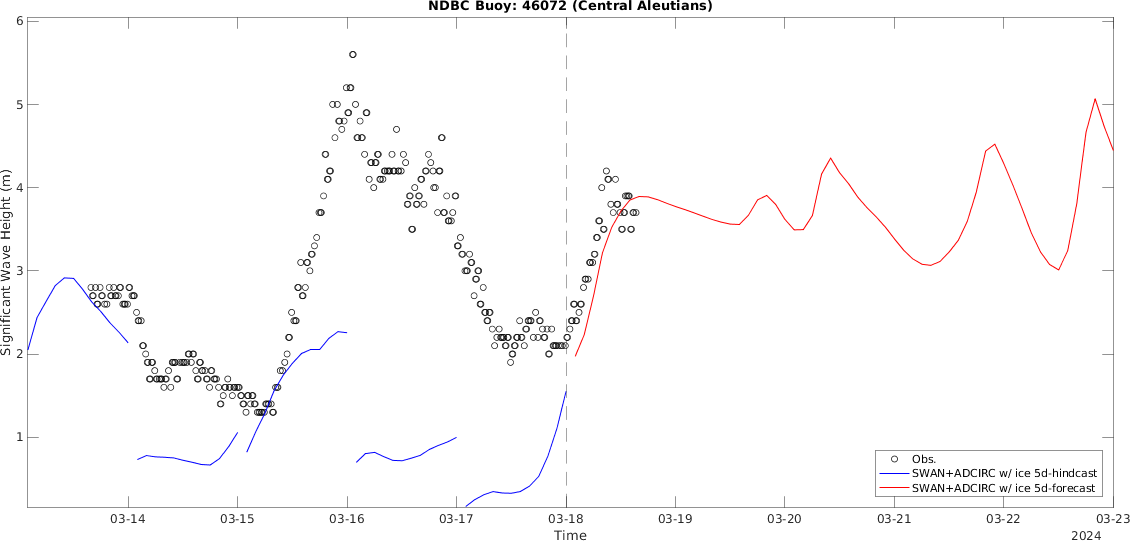 NDBC Buoy: 46072 (Central Aleutians)
6
5
4
3
2
1
Significant Wave Height (m)
Obs.
SWAN+ADCIRC w/ ice 5d-hindcast
SWAN+ADCIRC w/ ice 5d-forecast
03-14 03-15 03-16 03-17 03-18 03-19 03-20 03-21 03-22 03-23
Time
2024